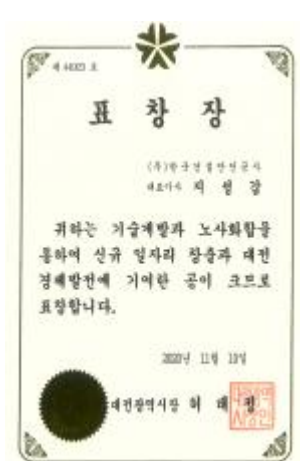 표 창 장
귀하는 기술개발과 노사화합을
통하여 신규 일자리 창출과 대전
경제발전에 기여한 공이 크므로
표창합니다.
2020년 11월
대전광역시장 허 태 정